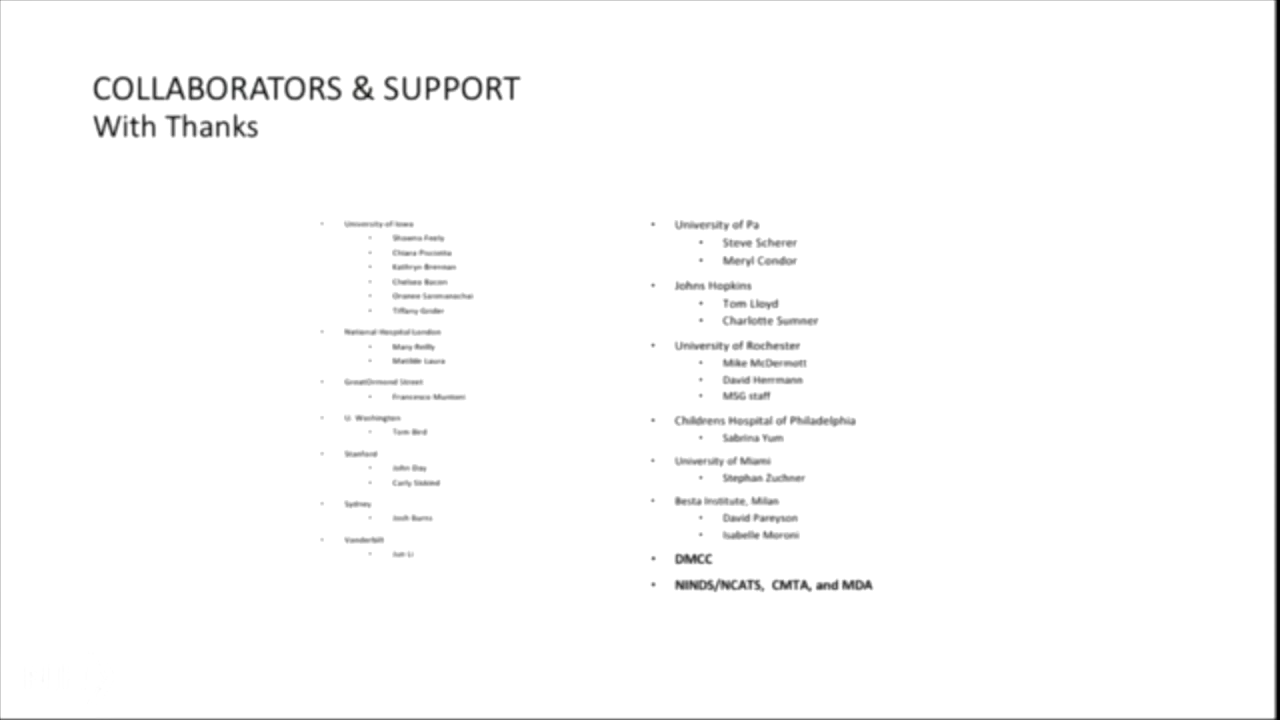 COLLABORATORS & SUPPORT
With Thanks
• University of Iowa
• Shawna Feely
• Chiara Pisciotta
• Kathryn Brennan
• Chelsea Bacon
• Oranee Sanmanachai
• Tiffany Grider
• National Hospital London
• Mary Reilly
• Matilde Laura
• GreatOrmond Street
• Francesco Muntoni
• U. Washington
• Tom Bird
• Stanford
• John Day
• Carly Siskind
• Sydney
• Josh Burns
• Vanderbilt
• Jun Li
• University of Pa
• Steve Scherer
• Meryl Condor
• Johns Hopkins
• Tom Lloyd
• Charlotte Sumner
• University of Rochester
• Mike McDermott
• David Herrmann
• MSG staff
• Childrens Hospital of Philadelphia
• Sabrina Yum
• University of Miami
• Stephan Zuchner
• Besta Institute, Milan
• David Pareyson
• Isabelle Moroni
• DMCC
• NINDS/NCATS, CMTA, and MDA